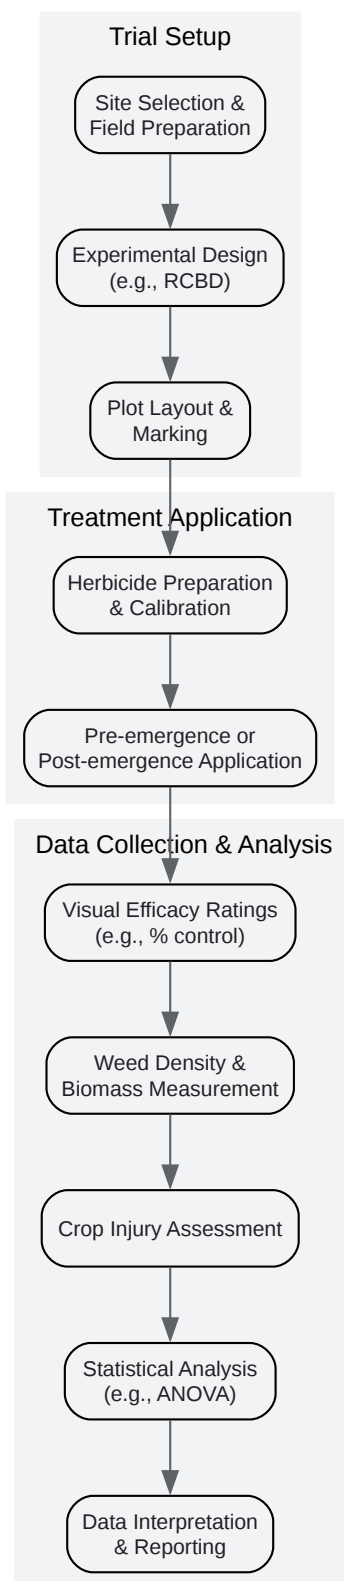 Trial Setup
Site Selection &
Field Preparation
Experimental Design
(e.g., RCBD)
Plot Layout &
Marking
Treatment Application
Herbicide Preparation
& Calibration
Pre-emergence or
Post-emergence Application
Data Collection & Analysis
Visual Efficacy Ratings
(e.g., % control)
Weed Density &
Biomass Measurement
Crop Injury Assessment
Statistical Analysis
(e.g., ANOVA)
Data Interpretation
& Reporting